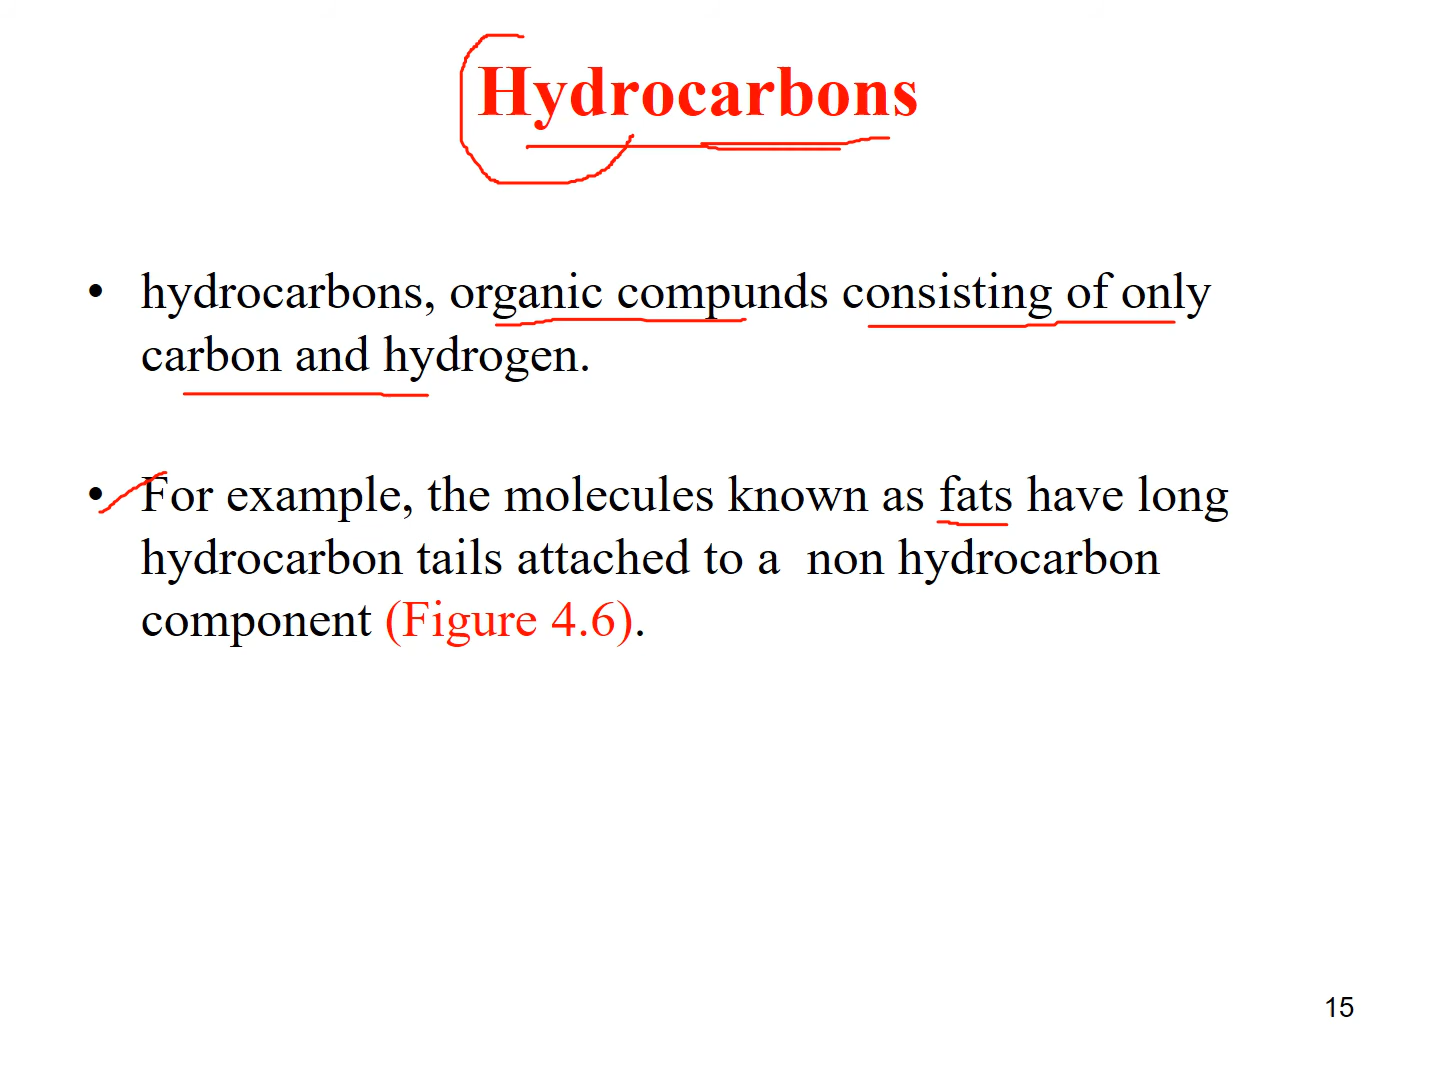 Hydrocarbons
• hydrocarbons, organic compunds consisting of only
carbon and hydrogen.
• For example, the molecules known as fats have long
hydrocarbon tails attached to a  non hydrocarbon
component (Figure 4.6).
15